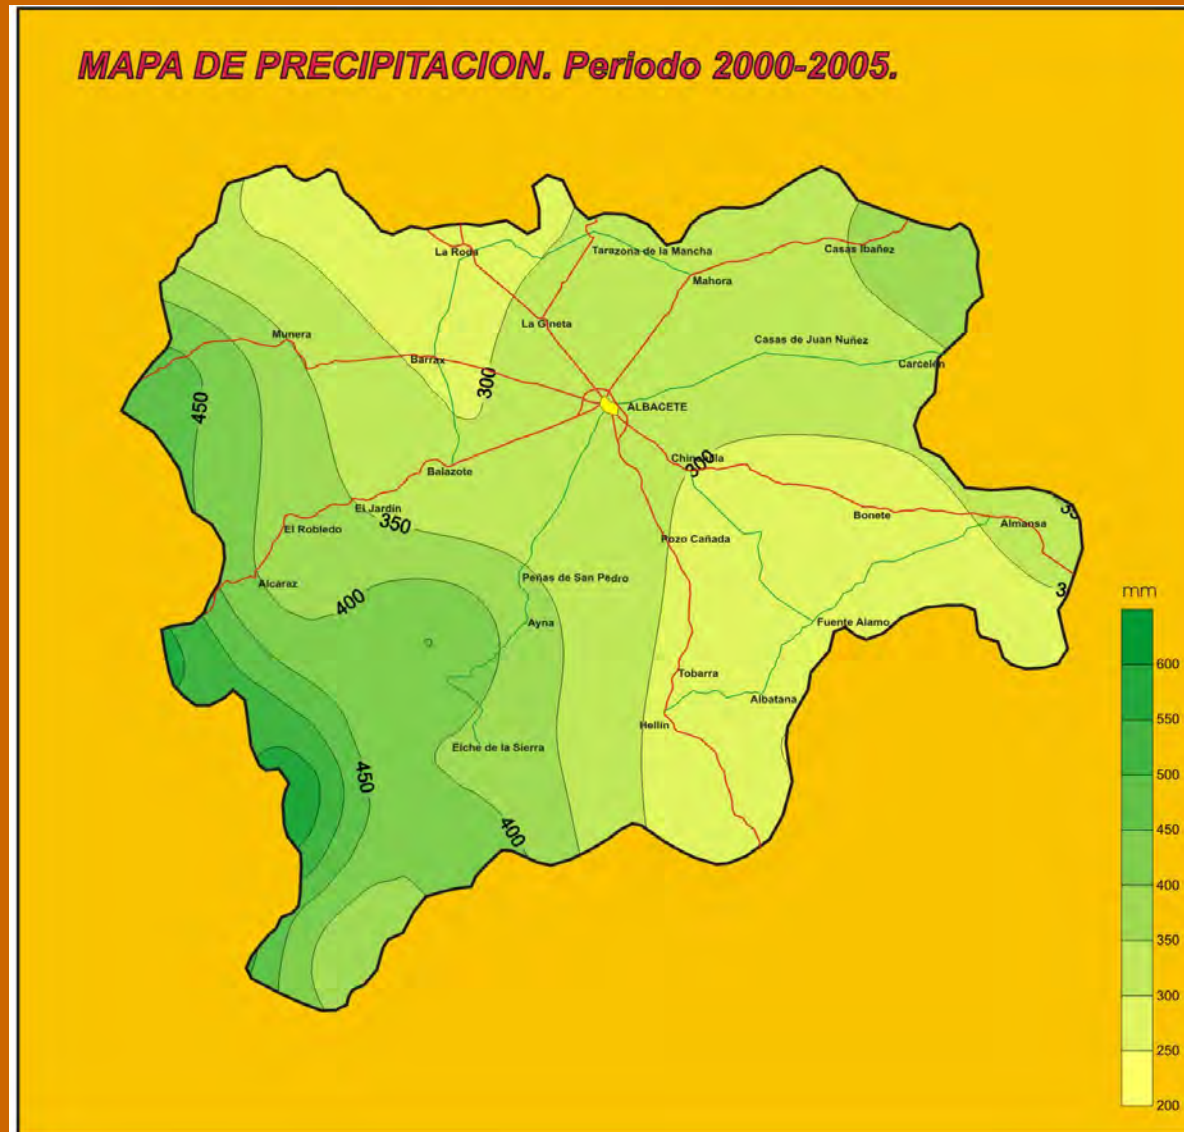 MAPA DE PRECIPITACION. Periodo 2000-2005.
La Roda
Tarazona de la Mancha
Casas Ibañez
Mahora
La Gineta
Munera
Barrax
Casas de Juan Nuñez
Carcelén
300
450
ALBACETE
Chinchilla
300
Balazote
El Jardín
El Robledo
350
Bonete
Almansa
Pozo Cañada
Alcaraz
Peñas de San Pedro
400
Ayna
Fuente Alamo
mm
Tobarra
Albatana
Hellín
Elche de la Sierra
450
400
600
550
500
450
400
350
300
250
200